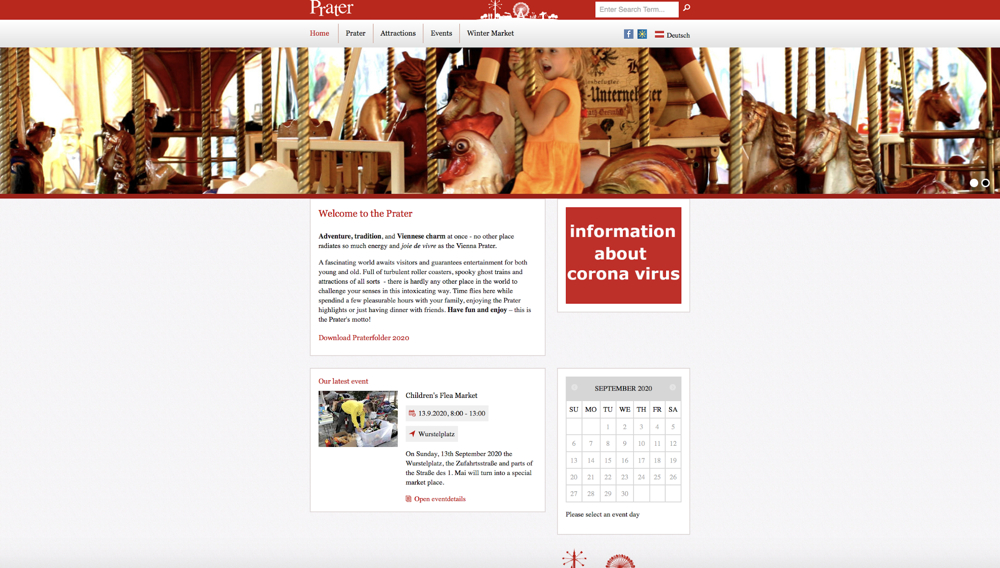 Prater
Enter Search Term...
Home
Prater
Attractions
Events
Winter Market
Deutsch
esbefugter
Welcome to the Prater
Adventure, tradition, and Viennese charm at once - no other place
radiates so much energy and joie de vivre as the Vienna Prater.
A fascinating world awaits visitors and guarantees entertainment for both
young and old. Full of turbulent roller coasters, spooky ghost trains and
attractions of all sorts  - there is hardly any other place in the world to
challenge your senses in this intoxicating way. Time flies here while
spendind a few pleasurable hours with your family, enjoying the Prater
highlights or just having dinner with friends. Have fun and enjoy – this is
the Prater's motto!
Download Praterfolder 2020
information
about
corona virus
Our latest event
Children's Flea Market
13.9.2020, 8:00 - 13:00
Wurstelplatz
On Sunday, 13th September 2020 the
Wurstelplatz, the Zufahrtsstraße and parts of
the Straße des 1. Mai will turn into a special
market place.
Open eventdetails
SEPTEMBER 2020
SU MO TU WE TH FR SA
1 2 3 4 5
6 7 8 9 10 11 12
13 14 15 16 17 18 19
20 21 22 23 24 25 26
27 28 29 30
Please select an event day